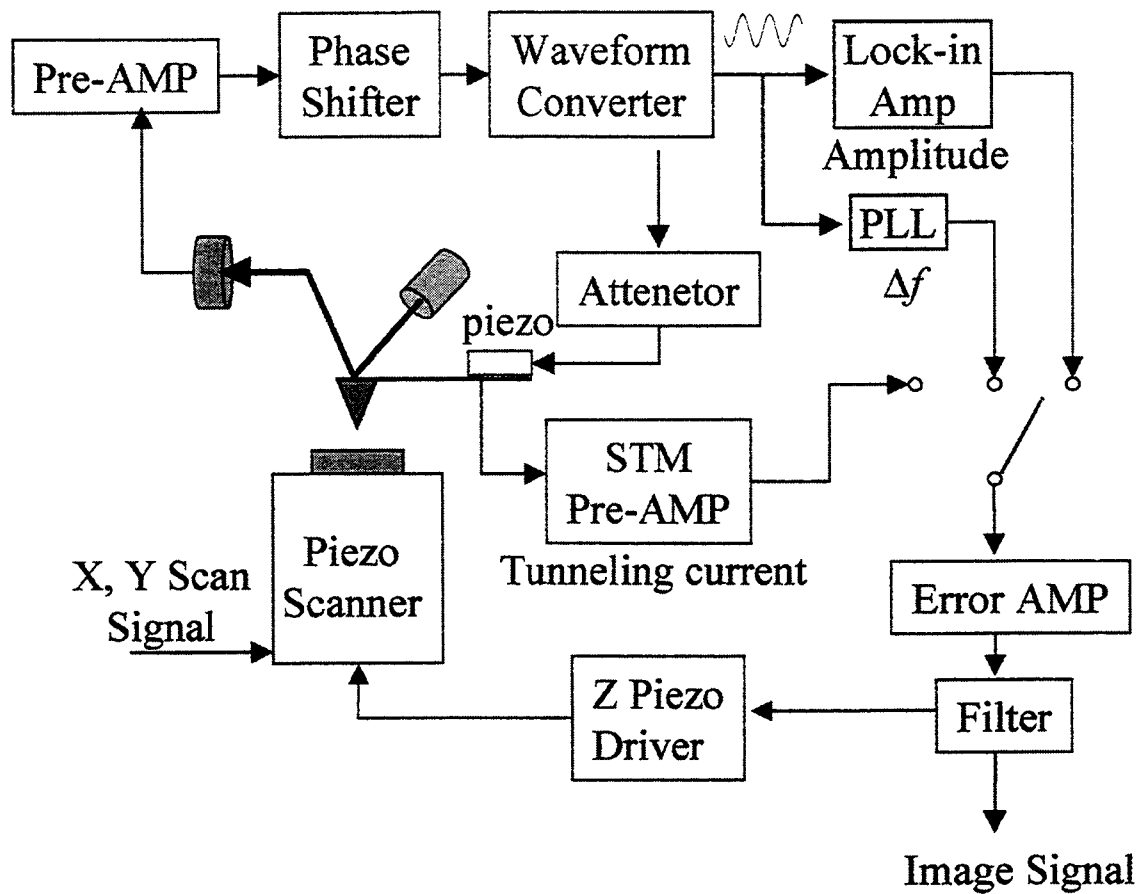 Pre-AMP
Phase
Shifter
Waveform
Converter
Lock-in
Amp
Amplitude
PLL
Δf
Attenetor
piezo
STM
Pre-AMP
Tunneling current
Piezo
Scanner
X, Y Scan
Signal
Error AMP
Z Piezo
Driver
Filter
Image Signal